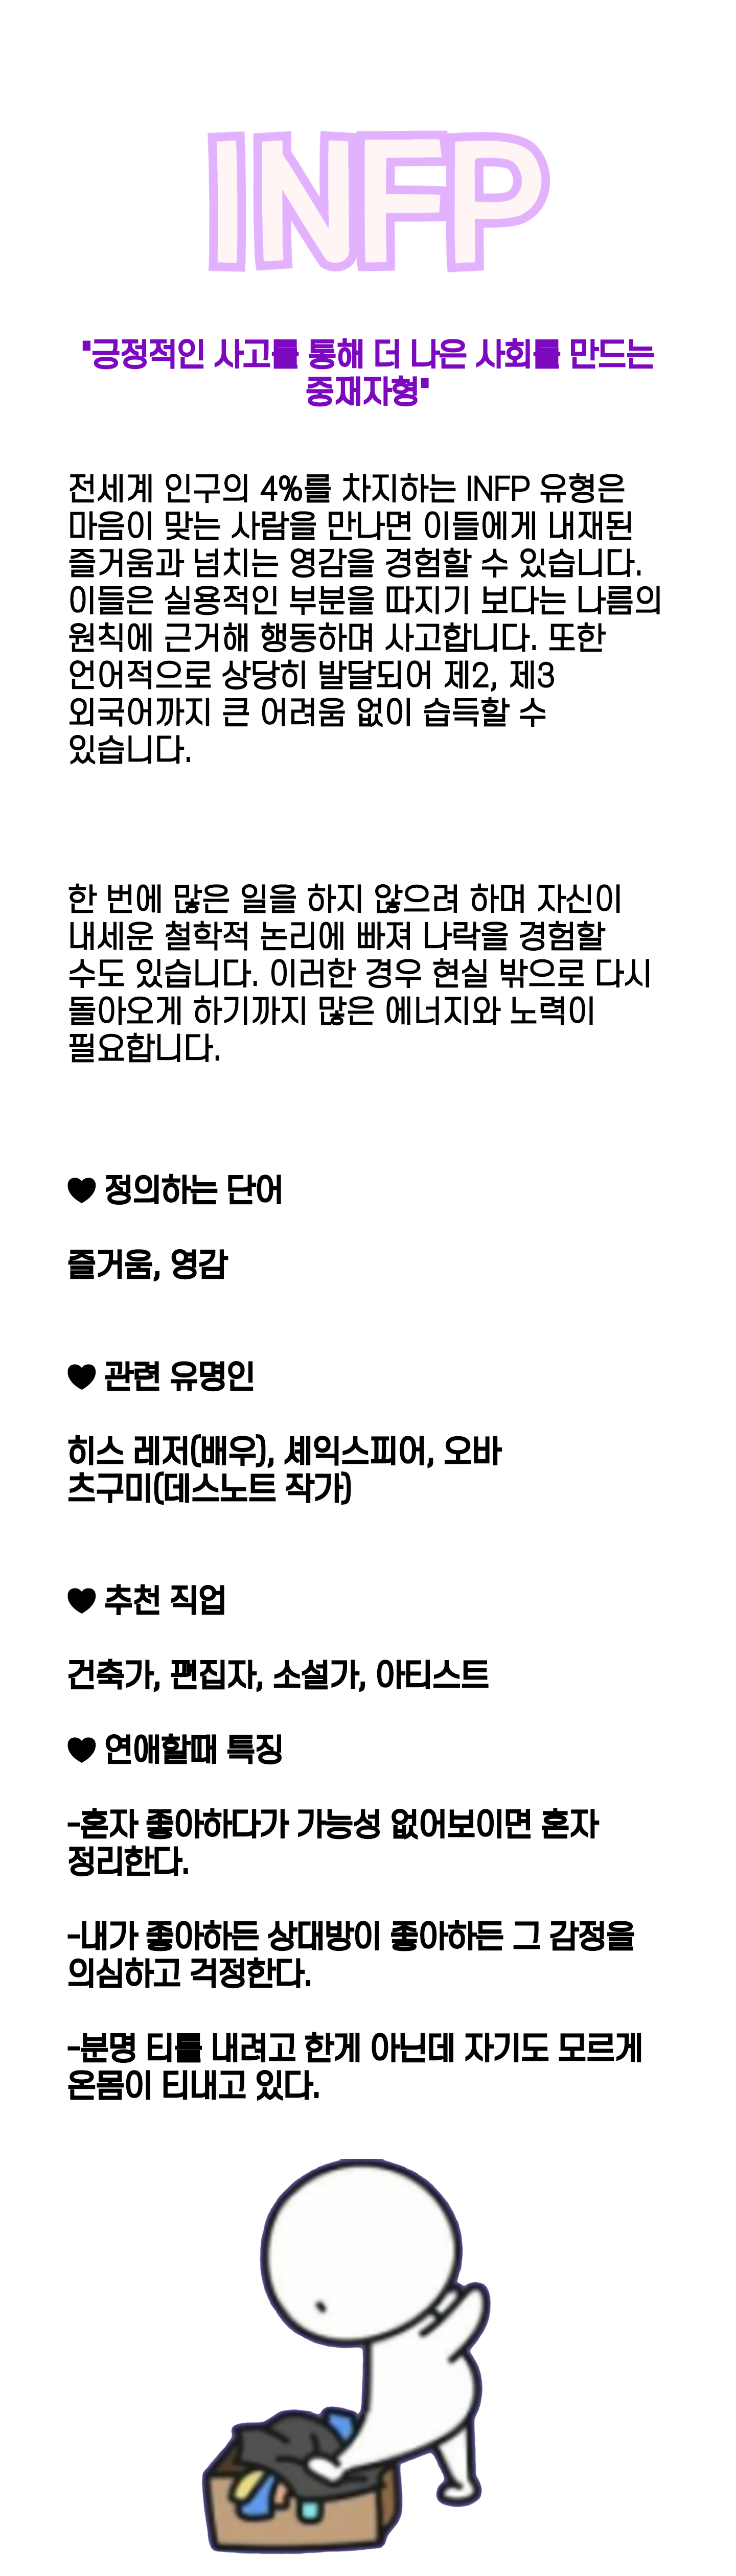 INFP
"긍정적인 사고를 통해 더 나은 사회를 만드는
중재자형"
전세계 인구의 4%를 차지하는 INFP 유형은
마음이 맞는 사람을 만나면 이들에게 내재된
즐거움과 넘치는 영감을 경험할 수 있습니다.
이들은 실용적인 부분을 따지기 보다는 나름의
원칙에 근거해 행동하며 사고합니다. 또한
언어적으로 상당히 발달되어 제2, 제3
외국어까지 큰 어려움 없이 습득할 수
있습니다.
한 번에 많은 일을 하지 않으려 하며 자신이
내세운 철학적 논리에 빠져 나락을 경험할
수도 있습니다. 이러한 경우 현실 밖으로 다시
돌아오게 하기까지 많은 에너지와 노력이
필요합니다.
♥ 정의하는 단어
즐거움, 영감
♥ 관련 유명인
히스 레저(배우), 셰익스피어, 오바
츠구미(데스노트 작가)
♥ 추천 직업
건축가, 편집자, 소설가, 아티스트
♥ 연애할때 특징
-혼자 좋아하다가 가능성 없어보이면 혼자
정리한다.
-내가 좋아하든 상대방이 좋아하든 그 감정을
의심하고 걱정한다.
-분명 티를 내려고 한게 아닌데 자기도 모르게
온몸이 티내고 있다.